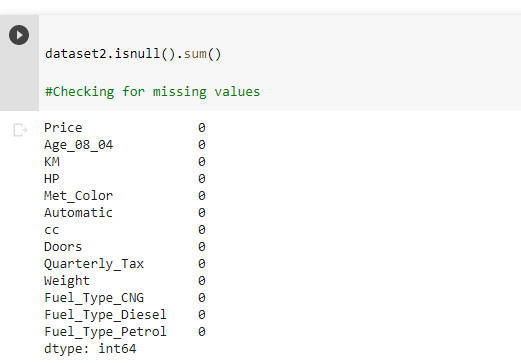 dataset2.isnull().sum()
#Checking for missing values
Price 0
Age_08_04 0
KM 0
HP 0
Met_Color 0
Automatic 0
cc 0
Doors 0
Quarterly_Tax 0
Weight 0
Fuel_Type_CNG 0
Fuel_Type_Diesel 0
Fuel_Type_Petrol 0
dtype: int64